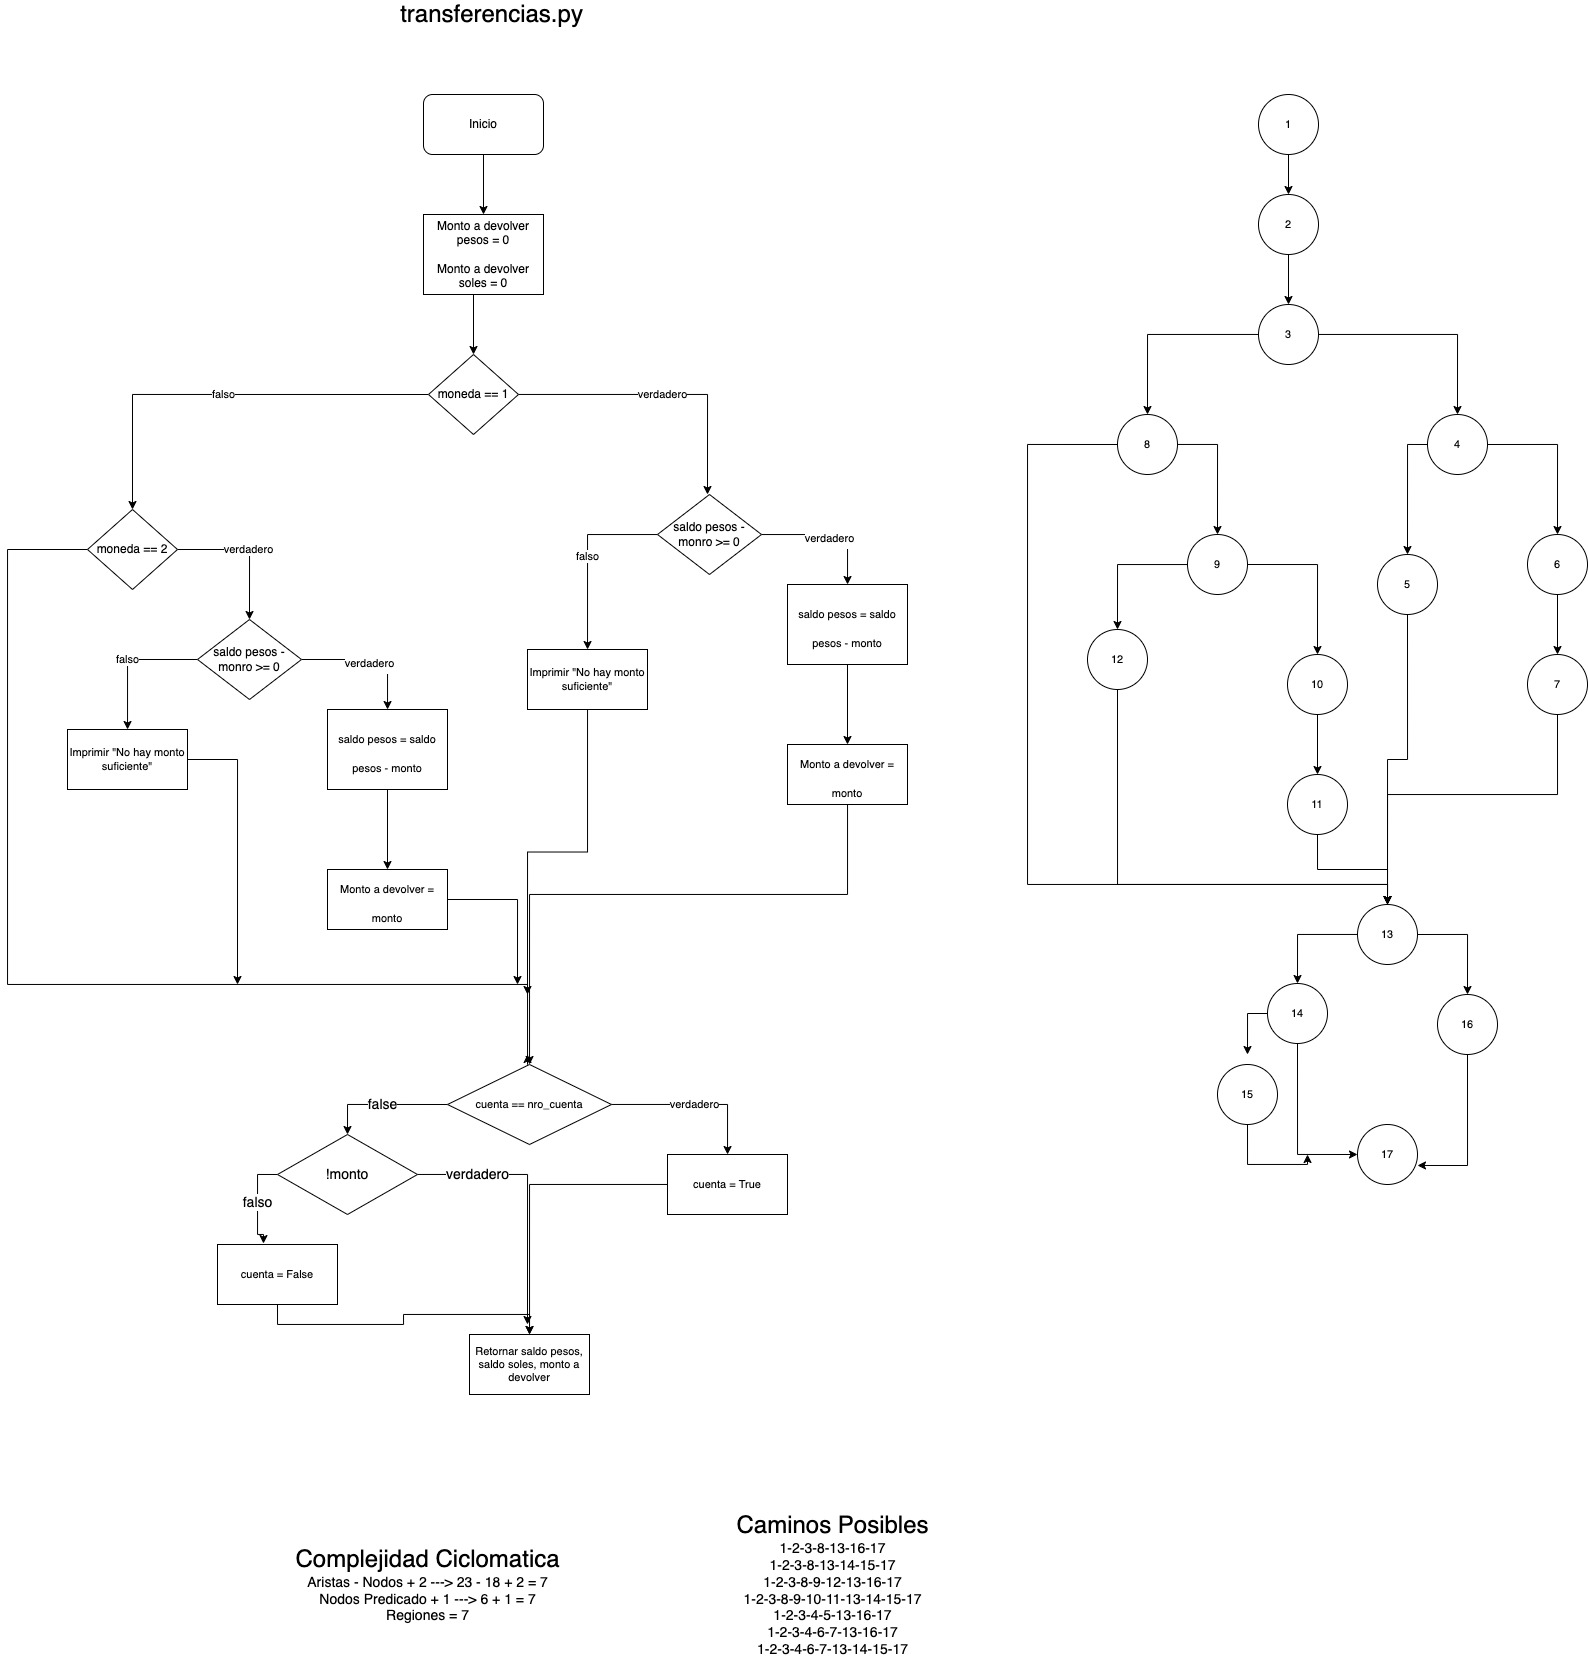 transferencias.py
Inicio
Monto a devolver
pesos = 0
Monto a devolver
soles = 0
moneda == 1
falso
verdadero
moneda == 2
verdadero
saldo pesos -
monro >= 0
falso
verdadero
saldo pesos -
monro >= 0
falso
verdadero
Imprimir "No hay monto
suficiente"
saldo pesos = saldo
pesos - monto
Monto a devolver =
monto
Imprimir "No hay monto
suficiente"
saldo pesos = saldo
pesos - monto
Monto a devolver =
monto
cuenta == nro_cuenta
false
verdadero
!monto
verdadero
falso
cuenta = True
cuenta = False
Retornar saldo pesos,
saldo soles, monto a
devolver
1
2
3
8
4
9
5
6
12
10
7
11
13
14
16
15
17
Complejidad Ciclomatica
Aristas - Nodos + 2 ---> 23 - 18 + 2 = 7
Nodos Predicado + 1 ---> 6 + 1 = 7
Regiones = 7
Caminos Posibles
1-2-3-8-13-16-17
1-2-3-8-13-14-15-17
1-2-3-8-9-12-13-16-17
1-2-3-8-9-10-11-13-14-15-17
1-2-3-4-5-13-16-17
1-2-3-4-6-7-13-16-17
1-2-3-4-6-7-13-14-15-17